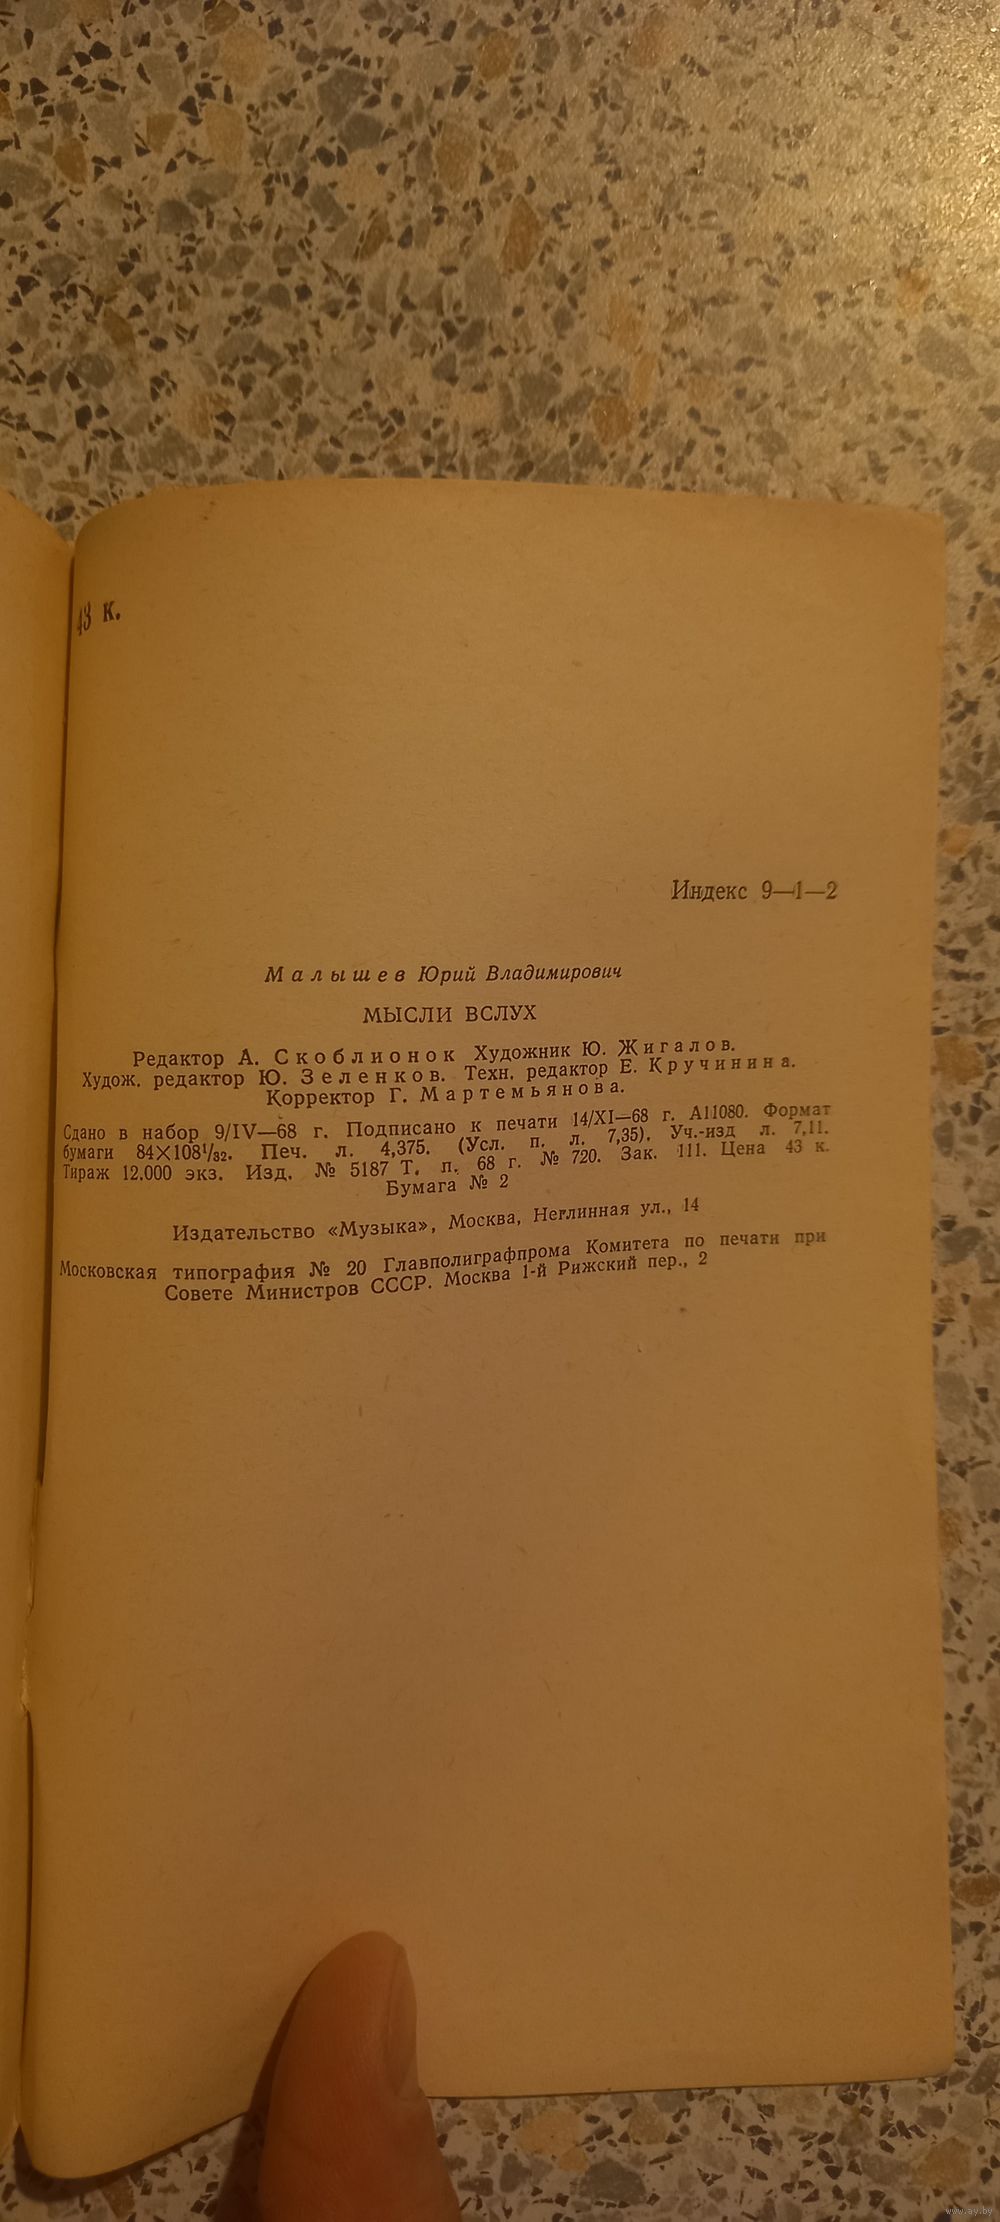 43 к.
Индекс 9—1—2
Малышев Юрий Владимирович
МЫСЛИ ВСЛУХ
Редактор А. Скоблионок Художник Ю. Жигалов.
Худож. редактор Ю. Зеленков. Техн. редактор Е. Кручинина.
Корректор Г. Мартемьянова.
Сдано в набор 9/IV—68 г. Подписано к печати 14/XI—68 г. А11080. Формат
бумаги 84×108¹/₃₂. Печ. л. 4,375. (Усл. п. л. 7,35). Уч.-изд л. 7,11.
Тираж 12.000 экз. Изд. № 5187 Т. п. 68 г. № 720. Зак. 111. Цена 43 к.
Бумага № 2
Издательство «Музыка», Москва, Неглинная ул., 14
Московская типография № 20 Главполиграфпрома Комитета по печати при
Совете Министров СССР. Москва 1-й Рижский пер., 2
www.ay.by